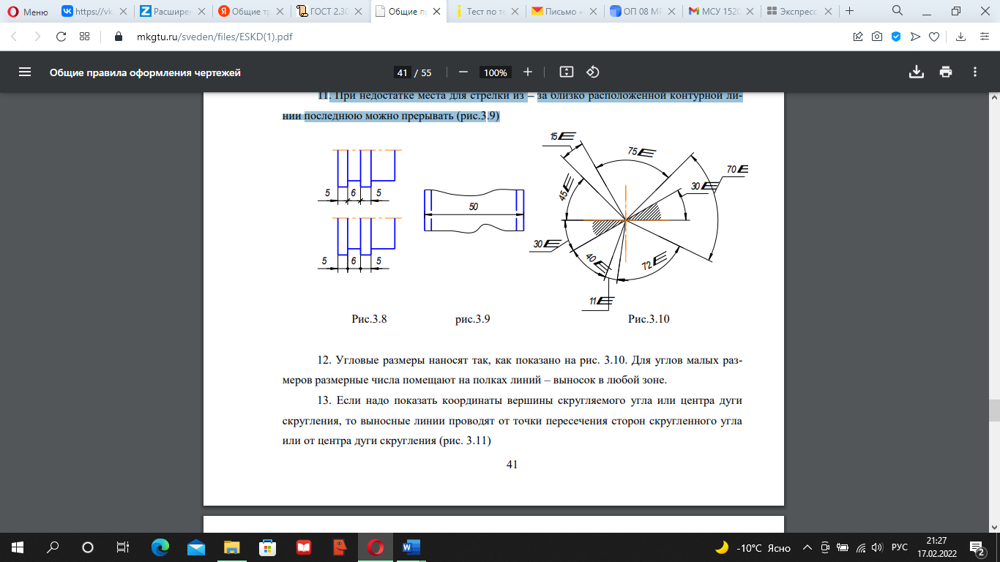 Меню
https://vk
Расширен
Общие тр
ГОСТ 2.30
Общие пр
Тест по те
Письмо «
ОП 08 МР
МСУ 1520
Экспресс
mkgtu.ru/sveden/files/ESKD(1).pdf
Общие правила оформления чертежей
41 / 55
100%
11. При недостатке места для стрелки из – за близко расположенной контурной ли-
нии последнюю можно прерывать (рис.3.9)
15
75
70
30
45
5 6 5
50
30
40
72
5 6 5
11
Рис.3.8 рис.3.9 Рис.3.10
12. Угловые размеры наносят так, как показано на рис. 3.10. Для углов малых раз-
меров размерные числа помещают на полках линий – выносок в любой зоне.
13. Если надо показать координаты вершины скругляемого угла или центра дуги
скругления, то выносные линии проводят от точки пересечения сторон скругленного угла
или от центра дуги скругления (рис. 3.11)
41
-10°C Ясно
РУС
21:27
17.02.2022
2